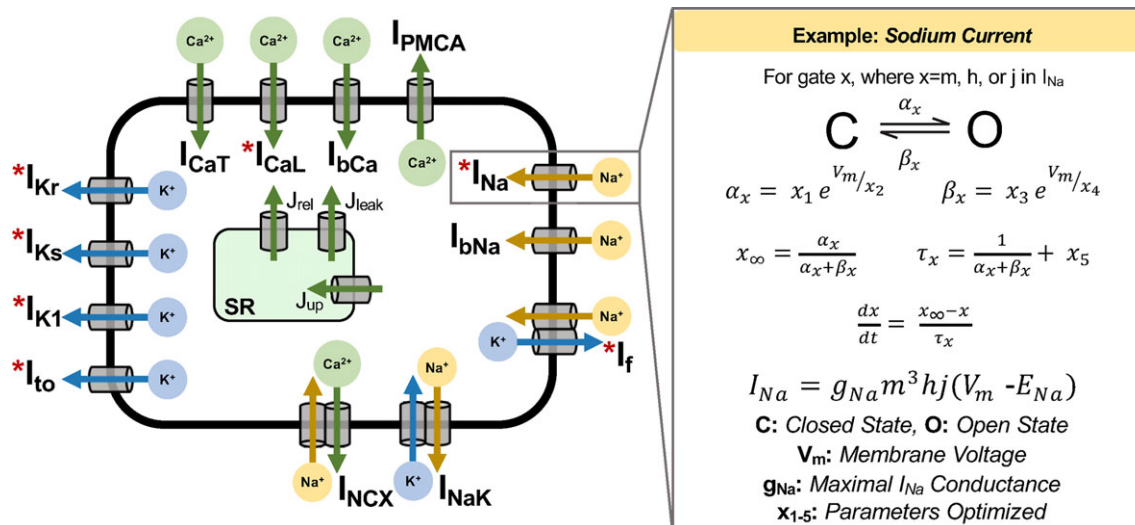 I_PMCA
Ca²⁺
Ca²⁺
Ca²⁺
I_CaT
*I_CaL
I_bCa
Ca²⁺
*I_Kr
K⁺
*I_Ks
K⁺
*I_K1
K⁺
*I_to
K⁺
J_rel
J_leak
J_up
SR
*I_Na
Na⁺
I_bNa
Na⁺
Na⁺
K⁺
*I_f
Ca²⁺
Na⁺
Na⁺
K⁺
I_NCX
I_NaK
Example: Sodium Current
For gate x, where x=m, h, or j in I_Na
α_x
C ⇌ O
β_x
α_x = x₁ e^(V_m/x₂) β_x = x₃ e^(V_m/x₄)
x_∞ = α_x/(α_x+β_x) τ_x = 1/(α_x+β_x) + x₅
dx/dt = (x_∞−x)/τ_x
I_Na = g_Na m³hj(V_m -E_Na)
C: Closed State, O: Open State
V_m: Membrane Voltage
g_Na: Maximal I_Na Conductance
x_1-5: Parameters Optimized